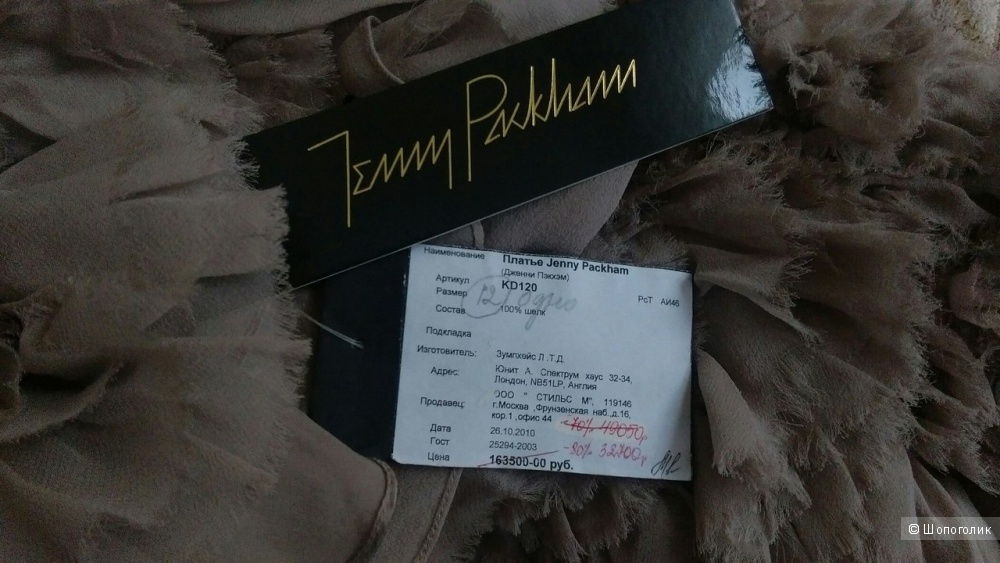 Jenny Packham
Наименование Платье Jenny Packham
(Дженни Пэкхэм)
Артикул KD120 РсТ АИ46
Размер 12 одно
Состав 100% шелк
Подкладка
Изготовитель: Зумпхейс Л .Т.Д.
Адрес: Юнит А. Спектрум хаус 32-34,
Лондон, NB51LP, Англия
Продавец: ООО " СТИЛЬС М", 119146
г.Москва ,Фрунзенская наб.,д.16,
кор.1 ,офис 44
-70% 49050р
Дата 26.10.2010
Гост 25294-2003
-80% 32700р
Цена 163500-00 руб.
© Шопоголик